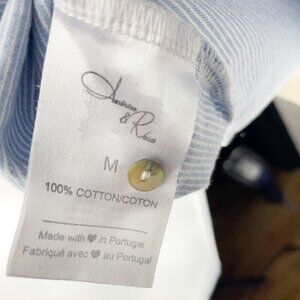 &
M
100% COTTON/COTON
Made with ♥ in Portugal
Fabriqué avec ♥ au Portugal